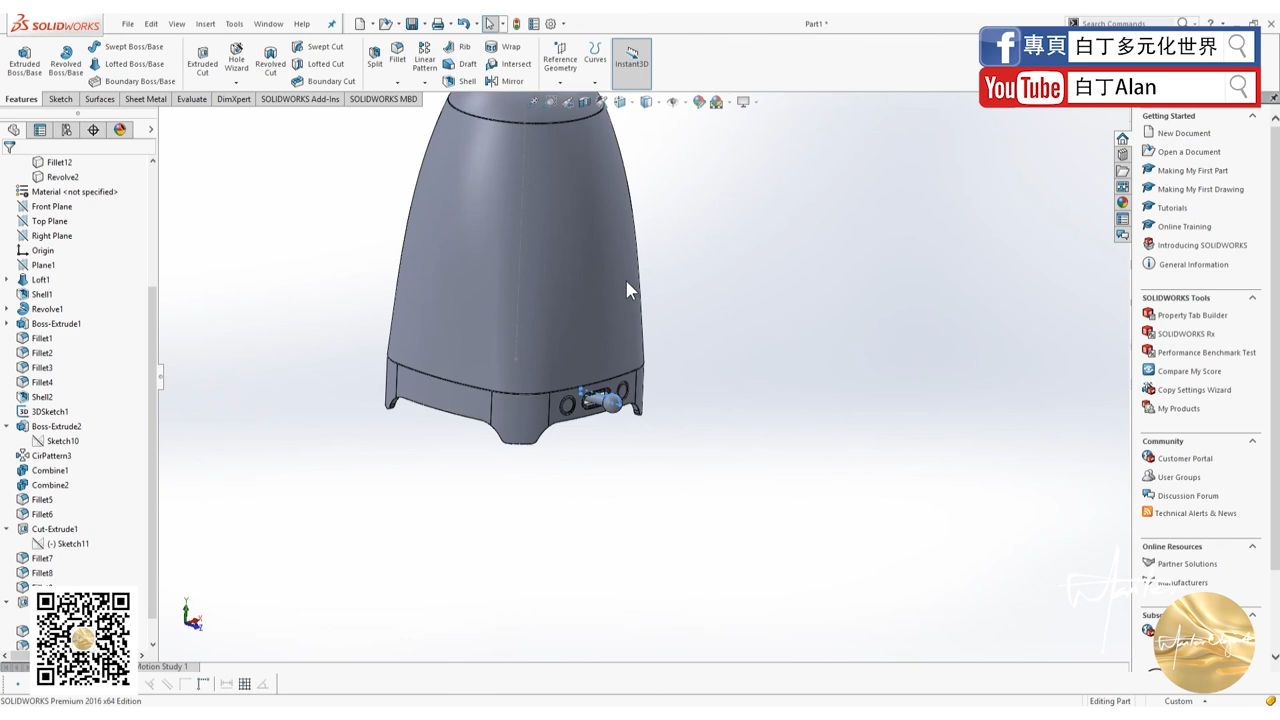 SOLIDWORKS
File Edit View Insert Tools Window Help
Part1 *
Search Commands
專頁 白丁多元化世界
YouTube 白丁Alan
Extruded Boss/Base
Revolved Boss/Base
Swept Boss/Base
Lofted Boss/Base
Boundary Boss/Base
Extruded Cut
Hole Wizard
Revolved Cut
Swept Cut
Lofted Cut
Boundary Cut
Split
Fillet
Linear Pattern
Rib
Draft
Shell
Wrap
Intersect
Mirror
Reference Geometry
Curves
Instant3D
Features Sketch Surfaces Sheet Metal Evaluate DimXpert SOLIDWORKS Add-Ins SOLIDWORKS MBD
Fillet12
Revolve2
Material <not specified>
Front Plane
Top Plane
Right Plane
Origin
Plane1
Loft1
Shell1
Revolve1
Boss-Extrude1
Fillet1
Fillet2
Fillet3
Fillet4
Shell2
3DSketch1
Boss-Extrude2
Sketch10
CirPattern3
Combine1
Combine2
Fillet5
Fillet6
Cut-Extrude1
(-) Sketch11
Fillet7
Fillet8
Motion Study 1
SOLIDWORKS Premium 2016 x64 Edition
Getting Started
New Document
Open a Document
Making My First Part
Making My First Drawing
Tutorials
Online Training
Introducing SOLIDWORKS
General Information
SOLIDWORKS Tools
Property Tab Builder
SOLIDWORKS Rx
Performance Benchmark Test
Compare My Score
Copy Settings Wizard
My Products
Community
Customer Portal
User Groups
Discussion Forum
Technical Alerts & News
Online Resources
Partner Solutions
Manufacturers
Editing Part
Custom